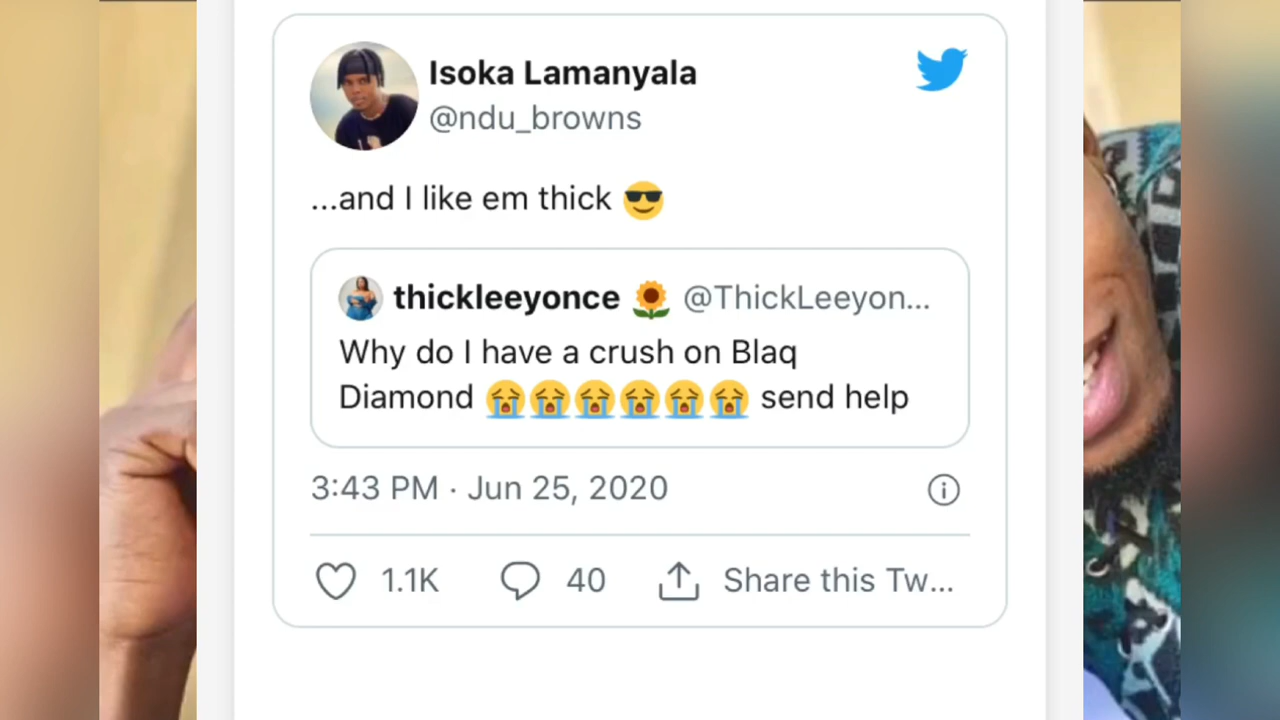 Isoka Lamanyala
@ndu_browns
...and I like em thick 😎
thickleeyonce 🌻 @ThickLeeyon...
Why do I have a crush on Blaq
Diamond 😭😭😭😭😭😭 send help
3:43 PM · Jun 25, 2020
1.1K 40 Share this Tw...